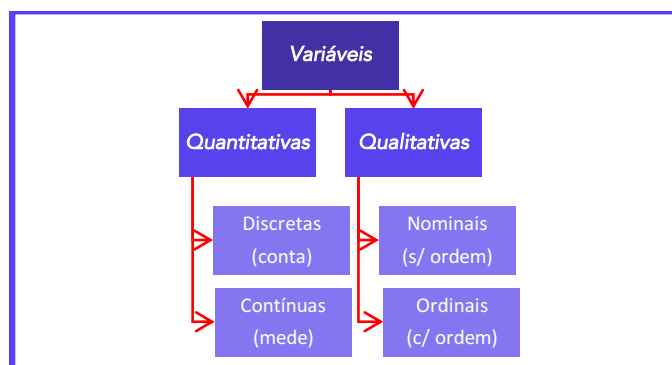 Variáveis
Quantitativas
Qualitativas
Discretas
(conta)
Nominais
(s/ ordem)
Contínuas
(mede)
Ordinais
(c/ ordem)